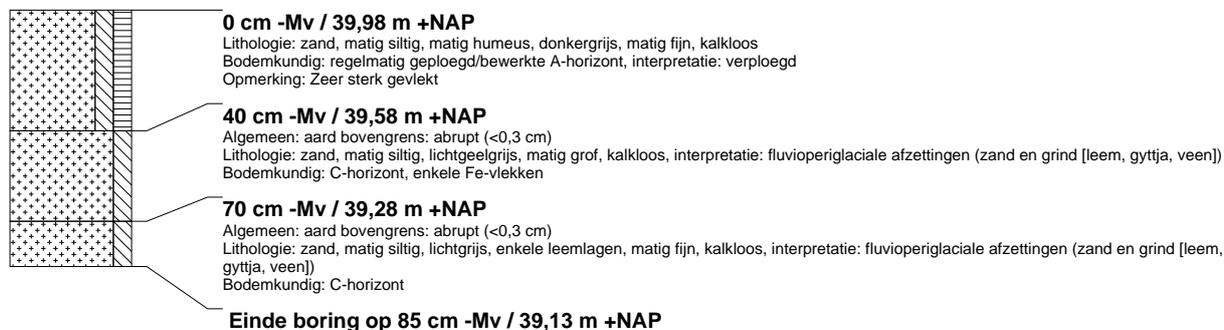 0 cm -Mv / 39,98 m +NAP
Lithologie: zand, matig siltig, matig humeus, donkergrijs, matig fijn, kalkloos
Bodemkundig: regelmatig geploegd/bewerkte A-horizont, interpretatie: verploegd
Opmerking: Zeer sterk gevlekt
40 cm -Mv / 39,58 m +NAP
Algemeen: aard bovengrens: abrupt (<0,3 cm)
Lithologie: zand, matig siltig, lichtgeelgrijs, matig grof, kalkloos, interpretatie: fluvioperiglaciale afzettingen (zand en grind [leem, gyttja, veen])
Bodemkundig: C-horizont, enkele Fe-vlekken
70 cm -Mv / 39,28 m +NAP
Algemeen: aard bovengrens: abrupt (<0,3 cm)
Lithologie: zand, matig siltig, lichtgrijs, enkele leemlagen, matig fijn, kalkloos, interpretatie: fluvioperiglaciale afzettingen (zand en grind [leem,
gyttja, veen])
Bodemkundig: C-horizont
Einde boring op 85 cm -Mv / 39,13 m +NAP